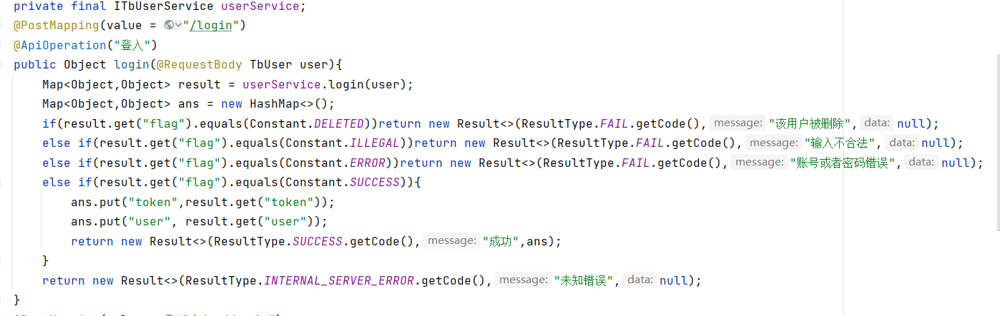 private final ITbUserService userService;
@PostMapping(value = "/login")
@ApiOperation("登入")
public Object login(@RequestBody TbUser user){
Map<Object,Object> result = userService.login(user);
Map<Object,Object> ans = new HashMap<>();
if(result.get("flag").equals(Constant.DELETED))return new Result<>(ResultType.FAIL.getCode(), message: "该用户被删除", data: null);
else if(result.get("flag").equals(Constant.ILLEGAL))return new Result<>(ResultType.FAIL.getCode(), message: "输入不合法", data: null);
else if(result.get("flag").equals(Constant.ERROR))return new Result<>(ResultType.FAIL.getCode(), message: "账号或者密码错误", data: null);
else if(result.get("flag").equals(Constant.SUCCESS)){
ans.put("token",result.get("token"));
ans.put("user", result.get("user"));
return new Result<>(ResultType.SUCCESS.getCode(), message: "成功",ans);
}
return new Result<>(ResultType.INTERNAL_SERVER_ERROR.getCode(), message: "未知错误", data: null);
}